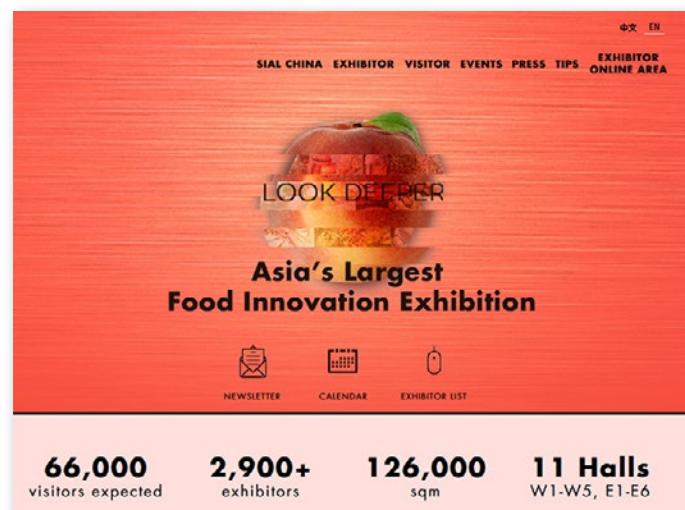 中文 EN
SIAL CHINA EXHIBITOR VISITOR EVENTS PRESS TIPS EXHIBITOR ONLINE AREA
LOOK DEEPER
Asia's Largest
Food Innovation Exhibition
NEWSLETTER CALENDAR EXHIBITOR LIST
66,000 2,900+ 126,000 11 Halls
visitors expected exhibitors sqm W1-W5, E1-E6